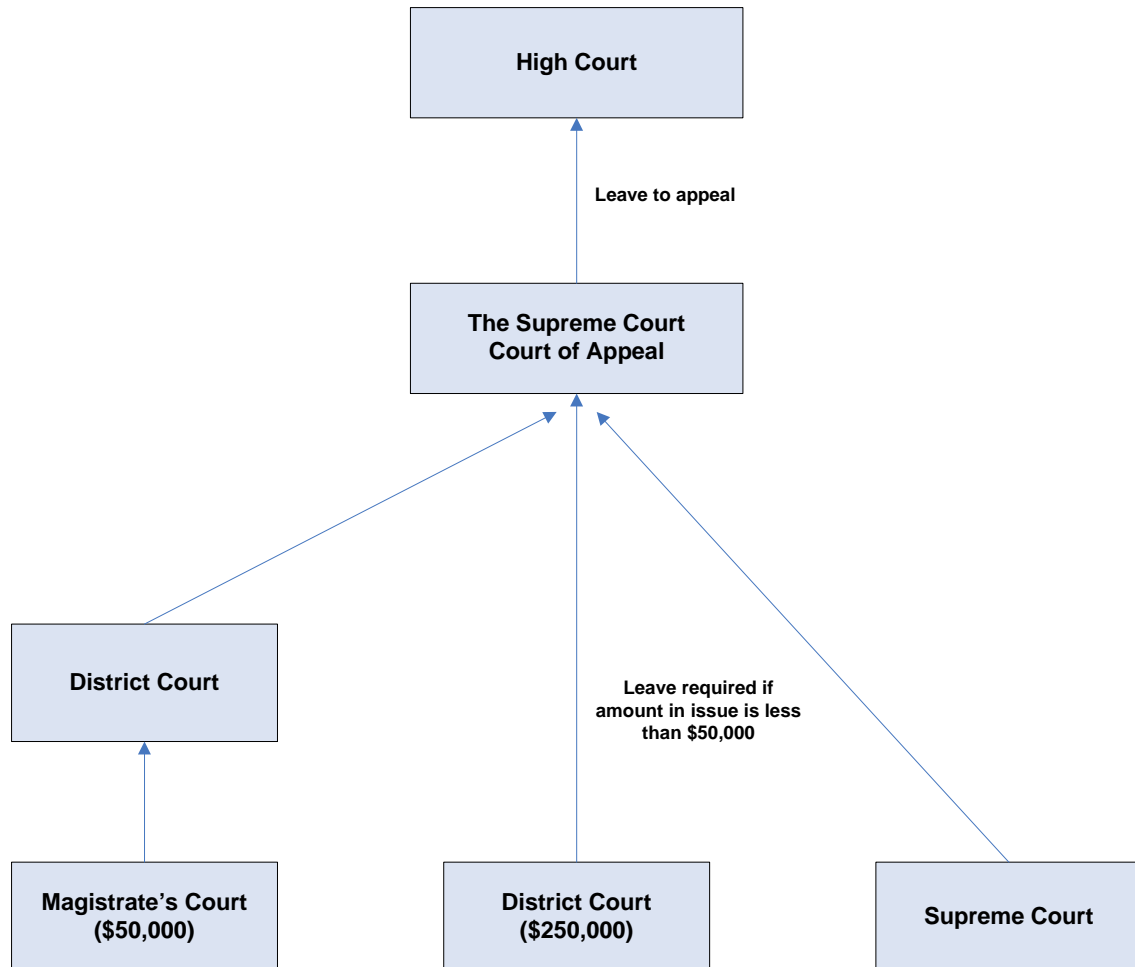 High Court
Leave to appeal
The Supreme Court
Court of Appeal
District Court
Leave required if
amount in issue is less
than $50,000
Magistrate’s Court
($50,000)
District Court
($250,000)
Supreme Court